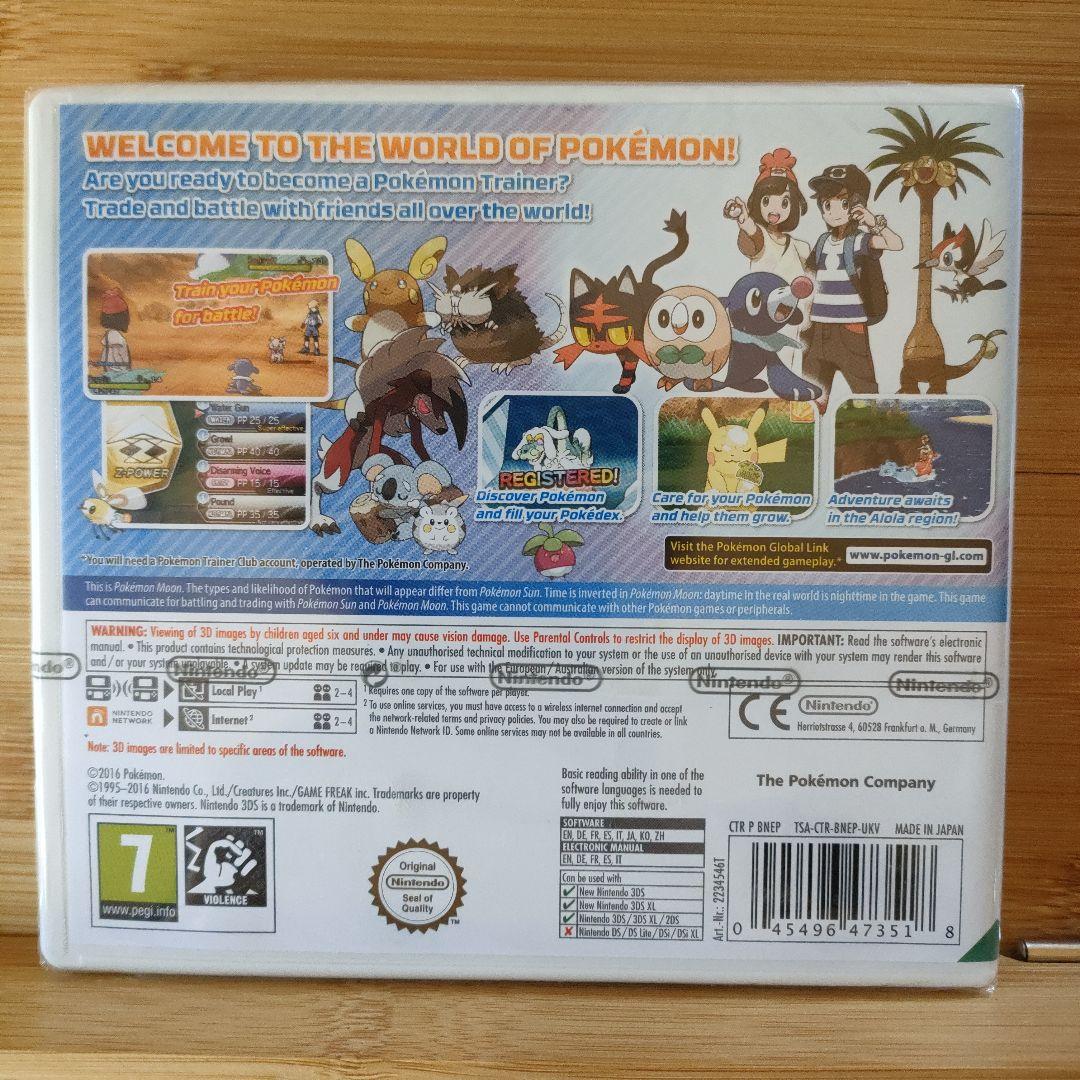 WELCOME TO THE WORLD OF POKÉMON!
Are you ready to become a Pokémon Trainer?
Trade and battle with friends all over the world!
Train your Pokémon
for battle!
Z-POWER
Water Gun
PP 25/25
Super effective
Growl
PP 40/40
Disarming Voice
PP 15/15
Effective
Pound
PP 35/35
REGISTERED!
Discover Pokémon
and fill your Pokédex.
Care for your Pokémon
and help them grow.
Adventure awaits
in the Alola region!
*You will need a Pokémon Trainer Club account, operated by The Pokémon Company.
Visit the Pokémon Global Link
website for extended gameplay.*
www.pokemon-gl.com
This is Pokémon Moon. The types and likelihood of Pokémon that will appear differ from Pokémon Sun. Time is inverted in Pokémon Moon: daytime in the real world is nighttime in the game. This game
can communicate for battling and trading with Pokémon Sun and Pokémon Moon. This game cannot communicate with other Pokémon games or peripherals.
WARNING: Viewing of 3D images by children aged six and under may cause vision damage. Use Parental Controls to restrict the display of 3D images. IMPORTANT: Read the software's electronic
manual. • This product contains technological protection measures. • Any unauthorised technical modification to your system or the use of an unauthorised device with your system may render this software
and/or your system unplayable. • A system update may be required to play. • For use with the European/Australian version of the system only.
Nintendo®
Nintendo®
Nintendo®
Nintendo®
Local Play¹
2–4
NINTENDO
NETWORK
Internet²
2–4
¹ Requires one copy of the software per player.
² To use online services, you must have access to a wireless internet connection and accept
the network-related terms and privacy policies. You may also be required to create or link
a Nintendo Network ID. Some online services may not be available in all countries.
CE
Nintendo®
Herriotstrasse 4, 60528 Frankfurt a. M., Germany
Note: 3D images are limited to specific areas of the software.
©2016 Pokémon.
©1995–2016 Nintendo Co., Ltd./Creatures Inc./GAME FREAK inc. Trademarks are property
of their respective owners. Nintendo 3DS is a trademark of Nintendo.
Basic reading ability in one of the
software languages is needed to
fully enjoy this software.
The Pokémon Company
7
www.pegi.info
VIOLENCE
TM
Original
Nintendo®
Seal of
Quality
TM
SOFTWARE
EN, DE, FR, ES, IT, JA, KO, ZH
ELECTRONIC MANUAL
EN, DE, FR, ES, IT
Can be used with
New Nintendo 3DS
New Nintendo 3DS XL
Nintendo 3DS/3DS XL/2DS
Nintendo DS/DS Lite/DSi/DSi XL
Art.-Nr.: 2234546T
CTR P BNEP TSA-CTR-BNEP-UKV MADE IN JAPAN
0 45496 47351 8